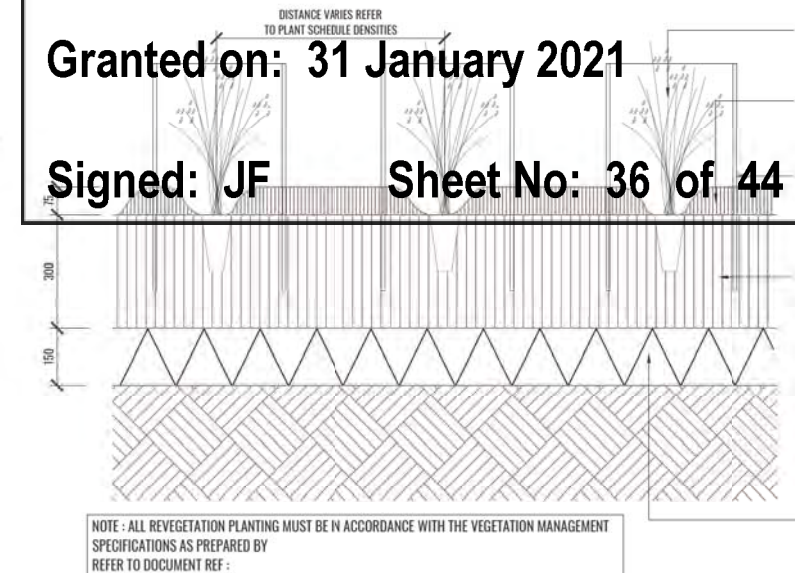 DISTANCE VARIES REFER
TO PLANT SCHEDULE DENSITIES
Granted on: 31 January 2021
Signed: JF Sheet No: 36 of 44
75
300
150
NOTE : ALL REVEGETATION PLANTING MUST BE IN ACCORDANCE WITH THE VEGETATION MANAGEMENT
SPECIFICATIONS AS PREPARED BY
REFER TO DOCUMENT REF :